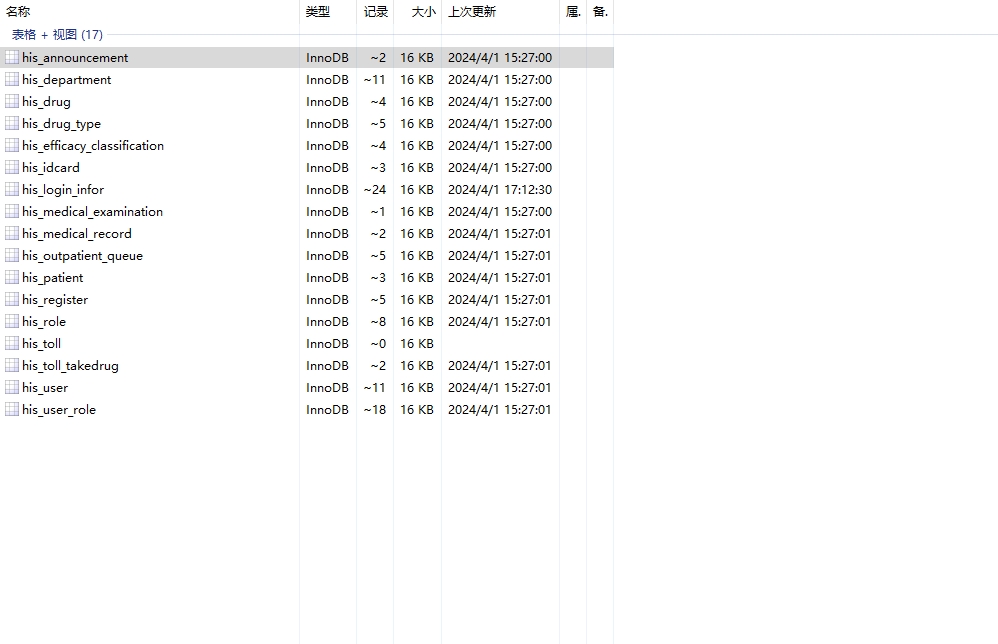 名称 类型 记录 大小 上次更新 属. 备.
表格 + 视图 (17)
his_announcement InnoDB ~2 16 KB 2024/4/1 15:27:00
his_department InnoDB ~11 16 KB 2024/4/1 15:27:00
his_drug InnoDB ~4 16 KB 2024/4/1 15:27:00
his_drug_type InnoDB ~5 16 KB 2024/4/1 15:27:00
his_efficacy_classification InnoDB ~4 16 KB 2024/4/1 15:27:00
his_idcard InnoDB ~3 16 KB 2024/4/1 15:27:00
his_login_infor InnoDB ~24 16 KB 2024/4/1 17:12:30
his_medical_examination InnoDB ~1 16 KB 2024/4/1 15:27:00
his_medical_record InnoDB ~2 16 KB 2024/4/1 15:27:01
his_outpatient_queue InnoDB ~5 16 KB 2024/4/1 15:27:01
his_patient InnoDB ~3 16 KB 2024/4/1 15:27:01
his_register InnoDB ~5 16 KB 2024/4/1 15:27:01
his_role InnoDB ~8 16 KB 2024/4/1 15:27:01
his_toll InnoDB ~0 16 KB
his_toll_takedrug InnoDB ~2 16 KB 2024/4/1 15:27:01
his_user InnoDB ~11 16 KB 2024/4/1 15:27:01
his_user_role InnoDB ~18 16 KB 2024/4/1 15:27:01